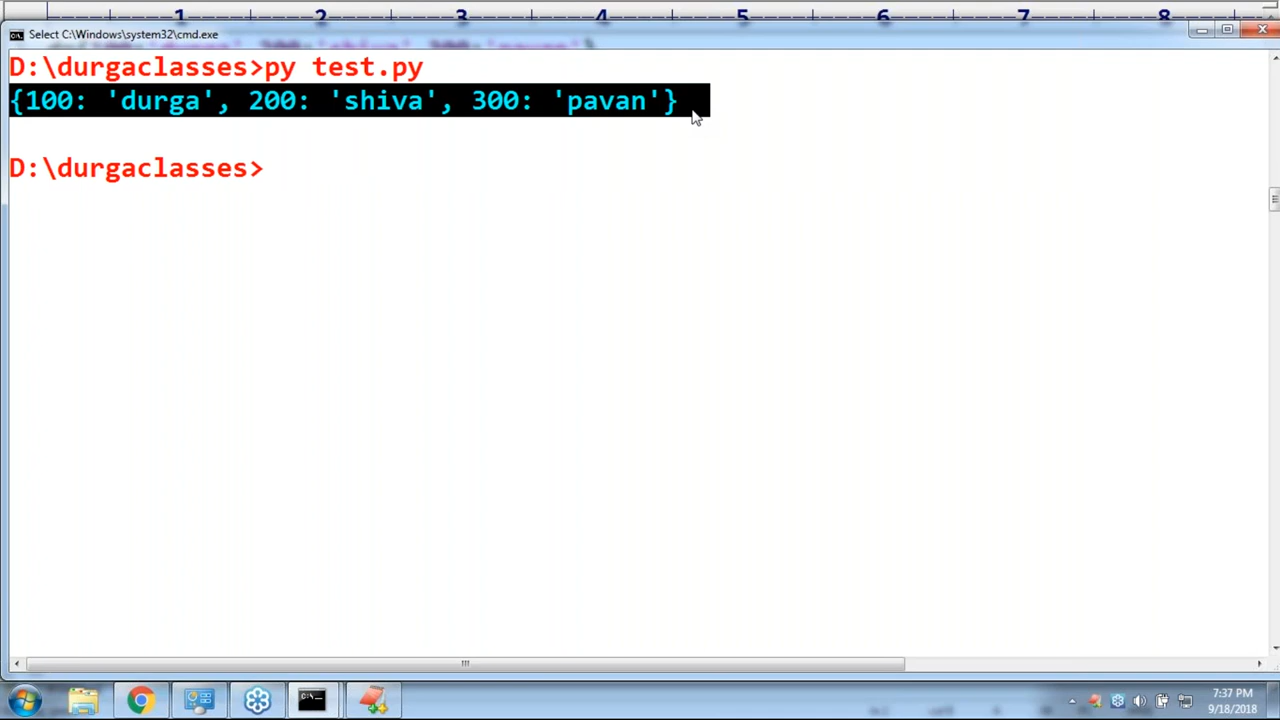 1 2 3 4 5 6 7 8
Select C:\Windows\system32\cmd.exe
D:\durgaclasses>py test.py
{100: 'durga', 200: 'shiva', 300: 'pavan'}
D:\durgaclasses>
7:37 PM
9/18/2018